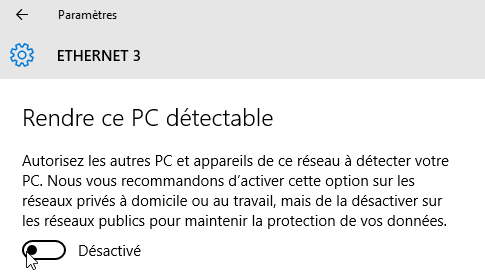 Paramètres
ETHERNET 3
Rendre ce PC détectable
Autorisez les autres PC et appareils de ce réseau à détecter votre
PC. Nous vous recommandons d'activer cette option sur les
réseaux privés à domicile ou au travail, mais de la désactiver sur
les réseaux publics pour maintenir la protection de vos données.
Désactivé